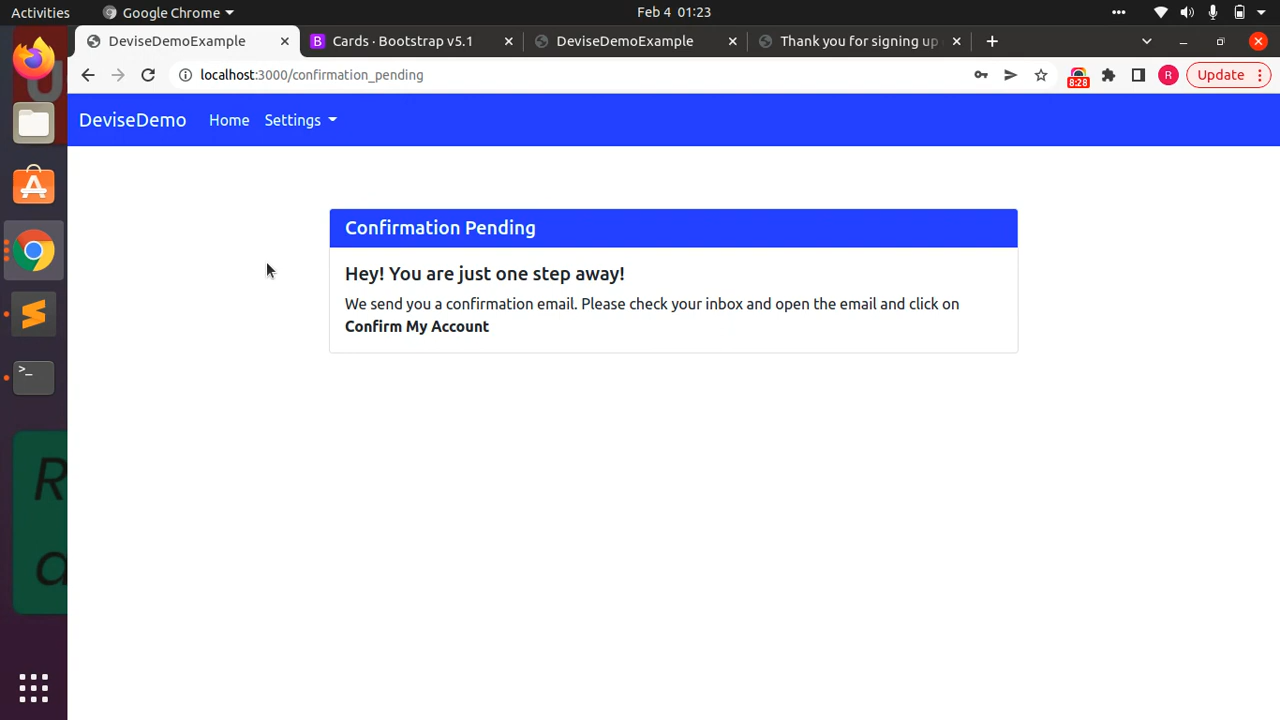 Activities
Google Chrome
Feb 4 01:23
DeviseDemoExample
Cards · Bootstrap v5.1
DeviseDemoExample
Thank you for signing up
localhost:3000/confirmation_pending
8:28
R
Update
DeviseDemo
Home
Settings
Confirmation Pending
Hey! You are just one step away!
We send you a confirmation email. Please check your inbox and open the email and click on
Confirm My Account
>_
R